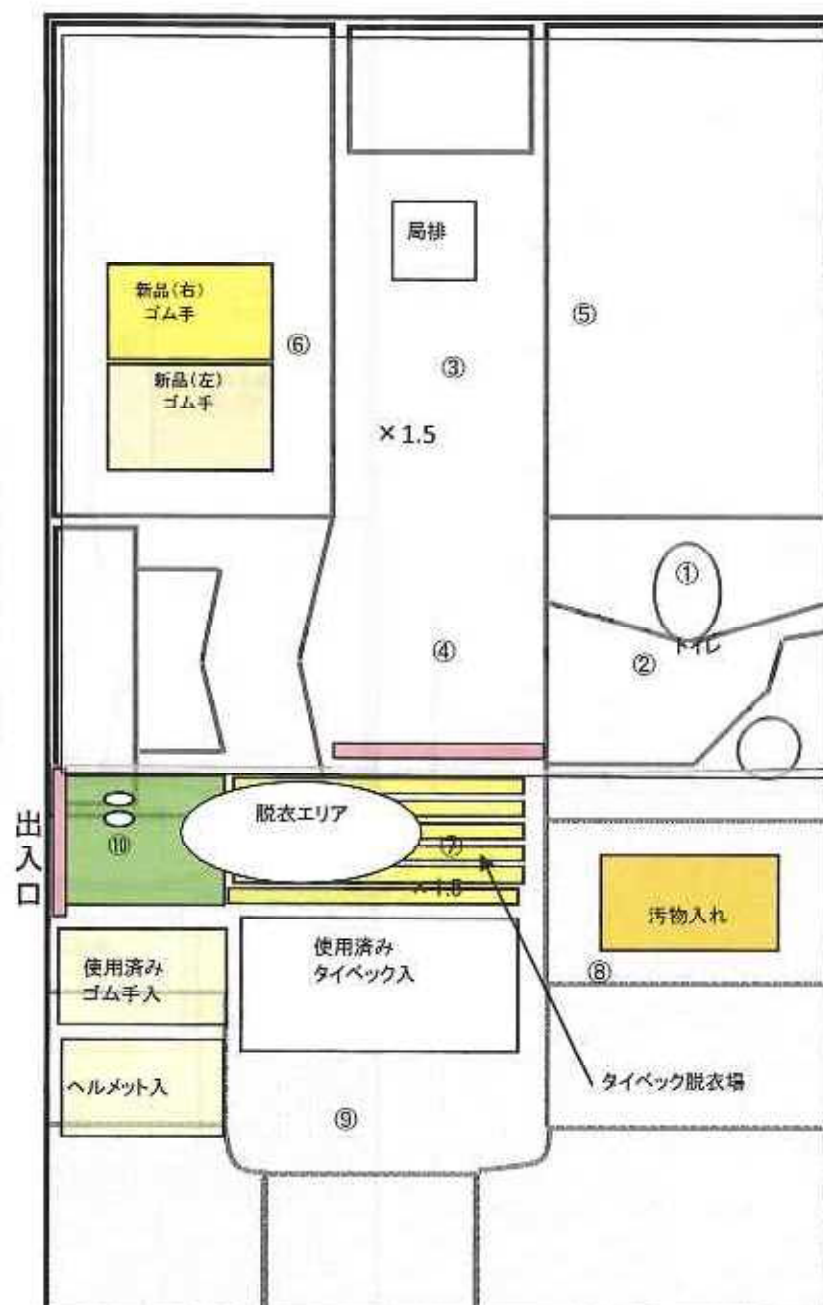 局排
新品(右)
ゴム手
⑥
⑤
③
新品(左)
ゴム手
×1.5
①
トイレ
②
④
出入口
脱衣エリア
⑩
⑦
×1.5
汚物入れ
使用済み
ゴム手入
使用済み
タイベック入
⑧
ヘルメット入
タイベック脱衣場
⑨